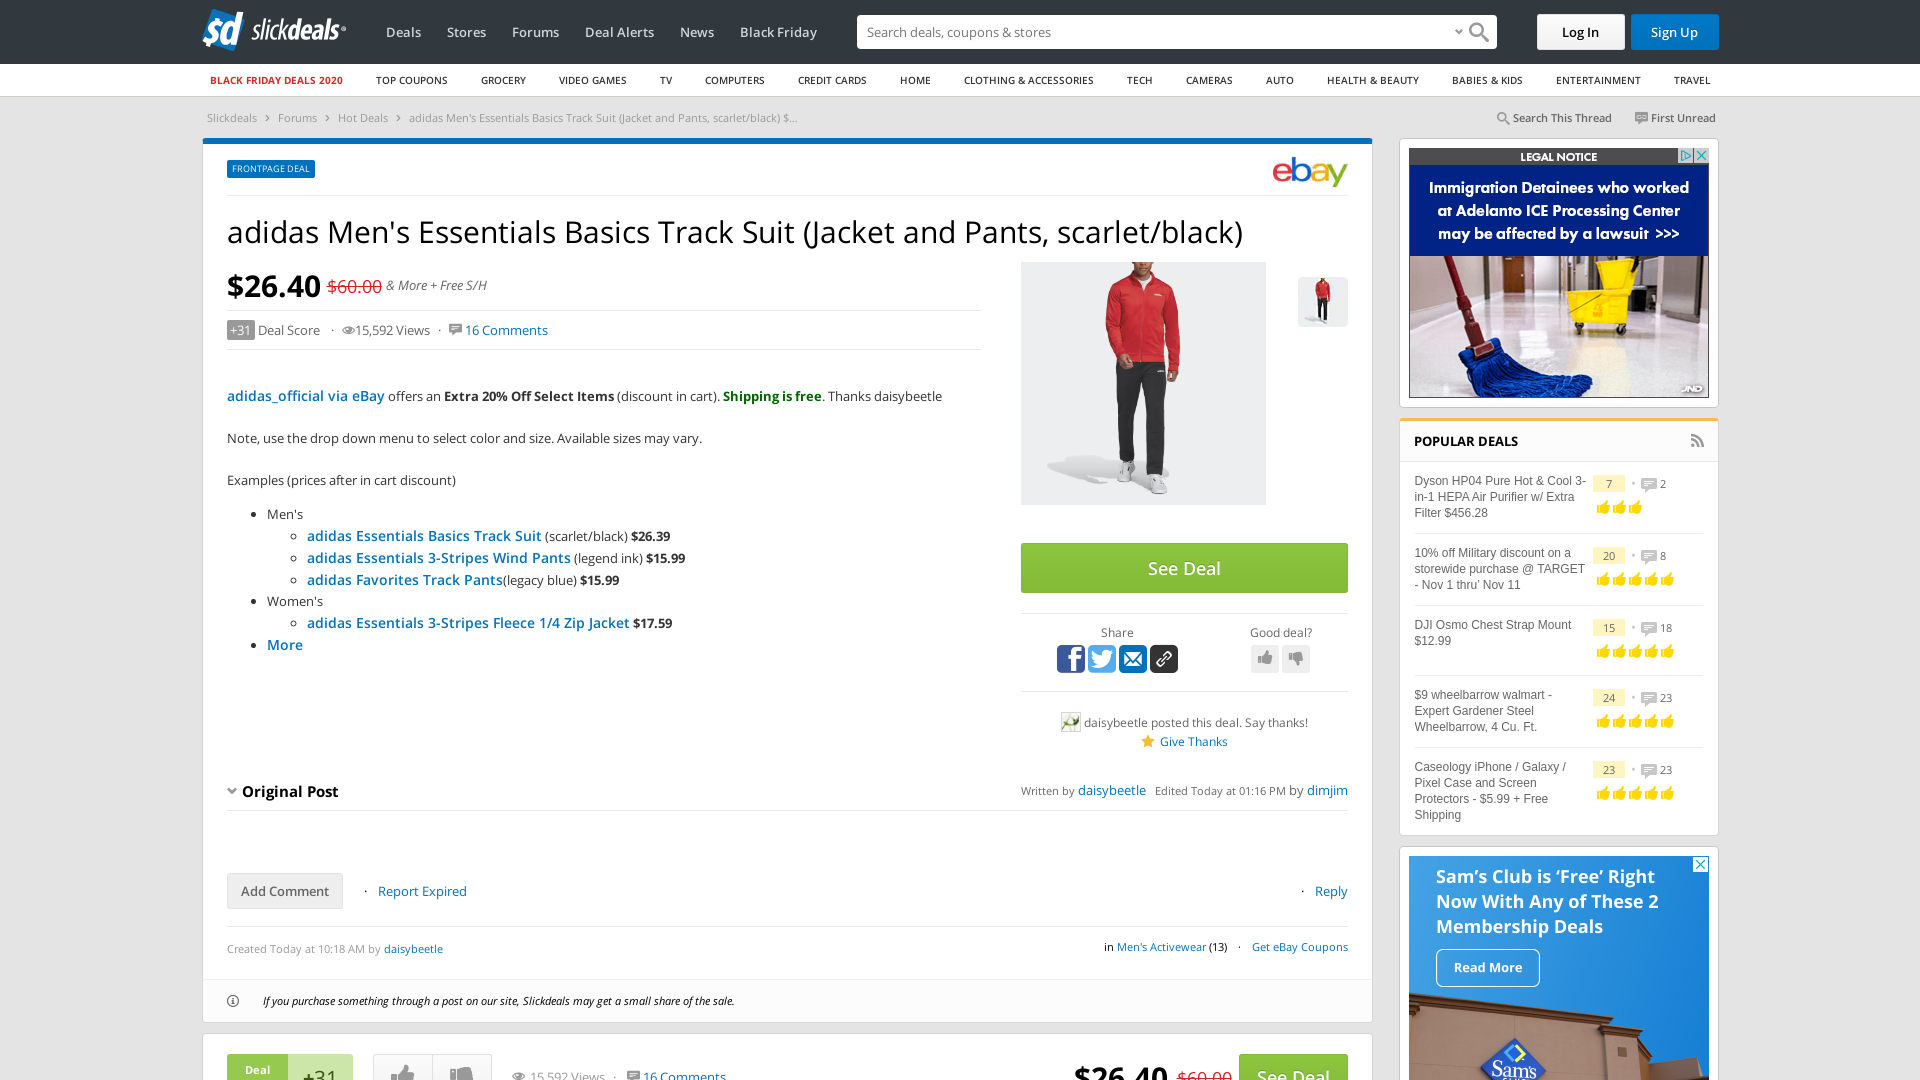 sd slickdeals
Deals Stores Forums Deal Alerts News Black Friday
Search deals, coupons & stores
Log In
Sign Up
BLACK FRIDAY DEALS 2020 TOP COUPONS GROCERY VIDEO GAMES TV COMPUTERS CREDIT CARDS HOME CLOTHING & ACCESSORIES TECH CAMERAS AUTO HEALTH & BEAUTY BABIES & KIDS ENTERTAINMENT TRAVEL
Slickdeals › Forums › Hot Deals › adidas Men's Essentials Basics Track Suit (Jacket and Pants, scarlet/black) $...
Search This Thread First Unread
FRONTPAGE DEAL
ebay
adidas Men's Essentials Basics Track Suit (Jacket and Pants, scarlet/black)
$26.40 $60.00 & More + Free S/H
+31 Deal Score · 15,592 Views · 16 Comments
adidas_official via eBay offers an Extra 20% Off Select Items (discount in cart). Shipping is free. Thanks daisybeetle
Note, use the drop down menu to select color and size. Available sizes may vary.
Examples (prices after in cart discount)
Men's
adidas Essentials Basics Track Suit (scarlet/black) $26.39
adidas Essentials 3-Stripes Wind Pants (legend ink) $15.99
adidas Favorites Track Pants(legacy blue) $15.99
Women's
adidas Essentials 3-Stripes Fleece 1/4 Zip Jacket $17.59
More
See Deal
Share
Good deal?
daisybeetle posted this deal. Say thanks!
Give Thanks
Original Post
Written by daisybeetle Edited Today at 01:16 PM by dimjim
Add Comment · Report Expired
· Reply
Created Today at 10:18 AM by daisybeetle
in Men's Activewear (13) · Get eBay Coupons
If you purchase something through a post on our site, Slickdeals may get a small share of the sale.
Deal
+31
15,592 Views · 16 Comments
$26.40 $60.00
See Deal
LEGAL NOTICE
Immigration Detainees who worked
at Adelanto ICE Processing Center
may be affected by a lawsuit >>>
JND
POPULAR DEALS
Dyson HP04 Pure Hot & Cool 3-
in-1 HEPA Air Purifier w/ Extra
Filter $456.28
7 • 2
10% off Military discount on a
storewide purchase @ TARGET
- Nov 1 thru’ Nov 11
20 • 8
DJI Osmo Chest Strap Mount
$12.99
15 • 18
$9 wheelbarrow walmart -
Expert Gardener Steel
Wheelbarrow, 4 Cu. Ft.
24 • 23
Caseology iPhone / Galaxy /
Pixel Case and Screen
Protectors - $5.99 + Free
Shipping
23 • 23
Sam’s Club is ‘Free’ Right
Now With Any of These 2
Membership Deals
Read More
Sam's